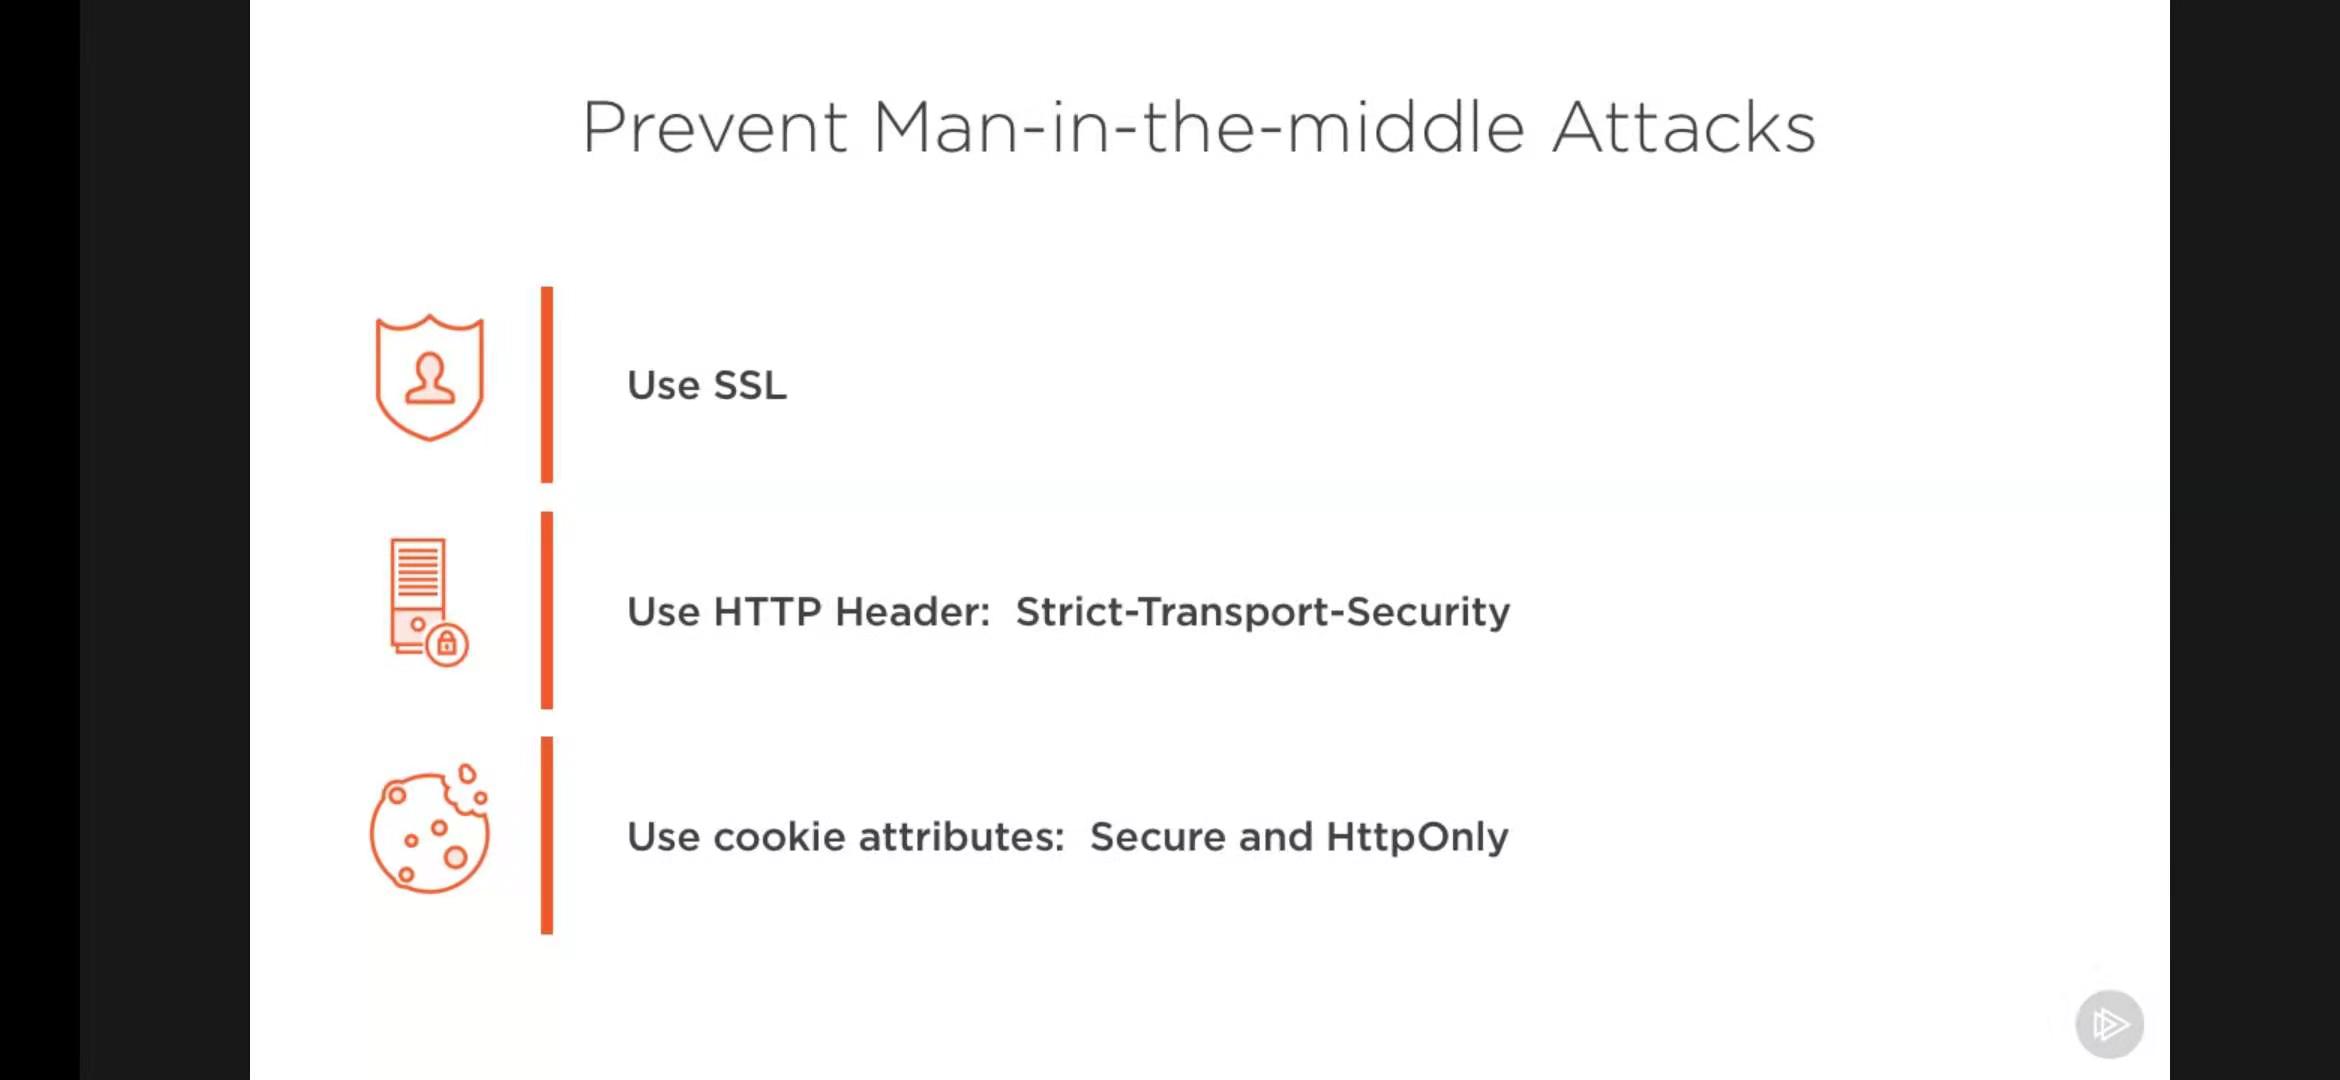 Prevent Man-in-the-middle Attacks
Use SSL
Use HTTP Header: Strict-Transport-Security
Use cookie attributes: Secure and HttpOnly